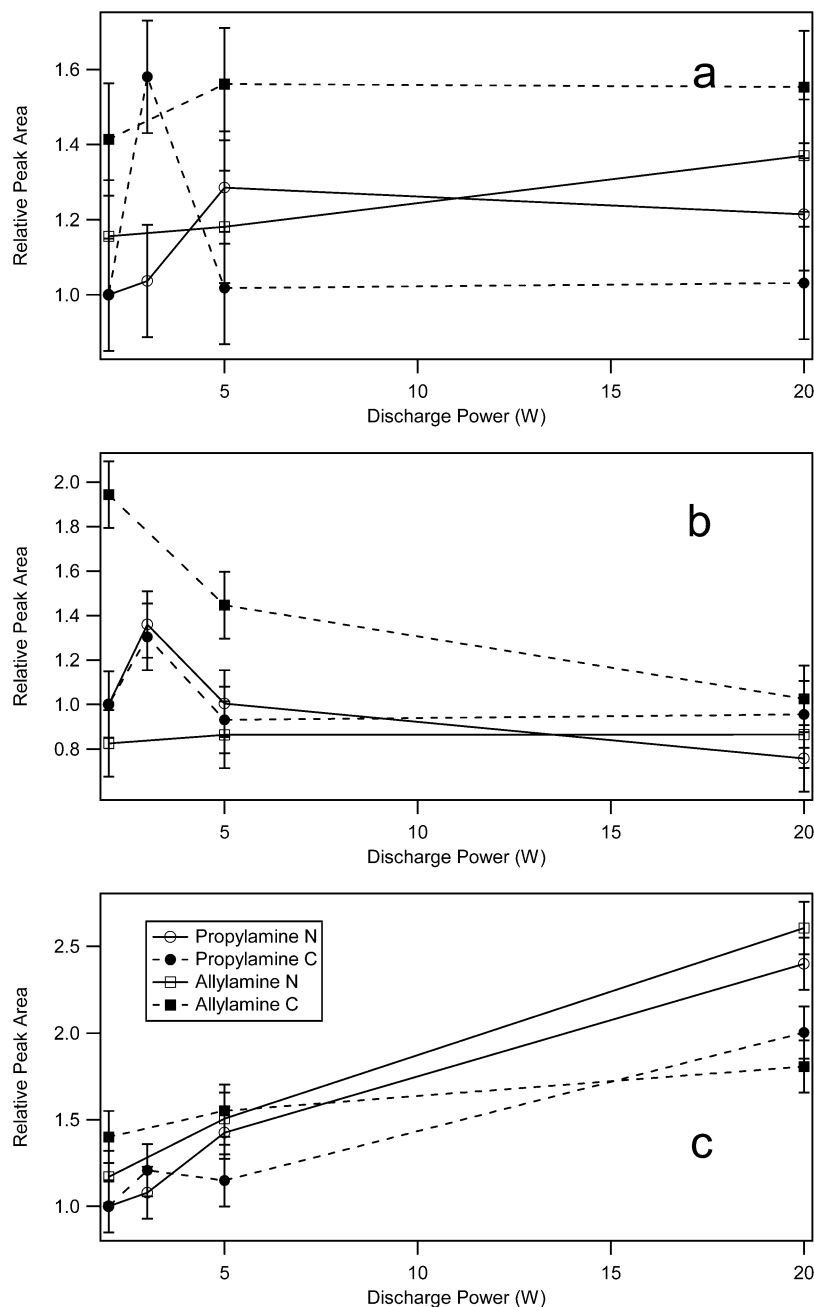 a
1.6
1.4
1.2
1.0
Relative Peak Area
5
10
15
20
Discharge Power (W)
b
2.0
1.8
1.6
1.4
1.2
1.0
0.8
Relative Peak Area
5
10
15
20
Discharge Power (W)
Propylamine N
Propylamine C
Allylamine N
Allylamine C
c
2.5
2.0
1.5
1.0
Relative Peak Area
5
10
15
20
Discharge Power (W)